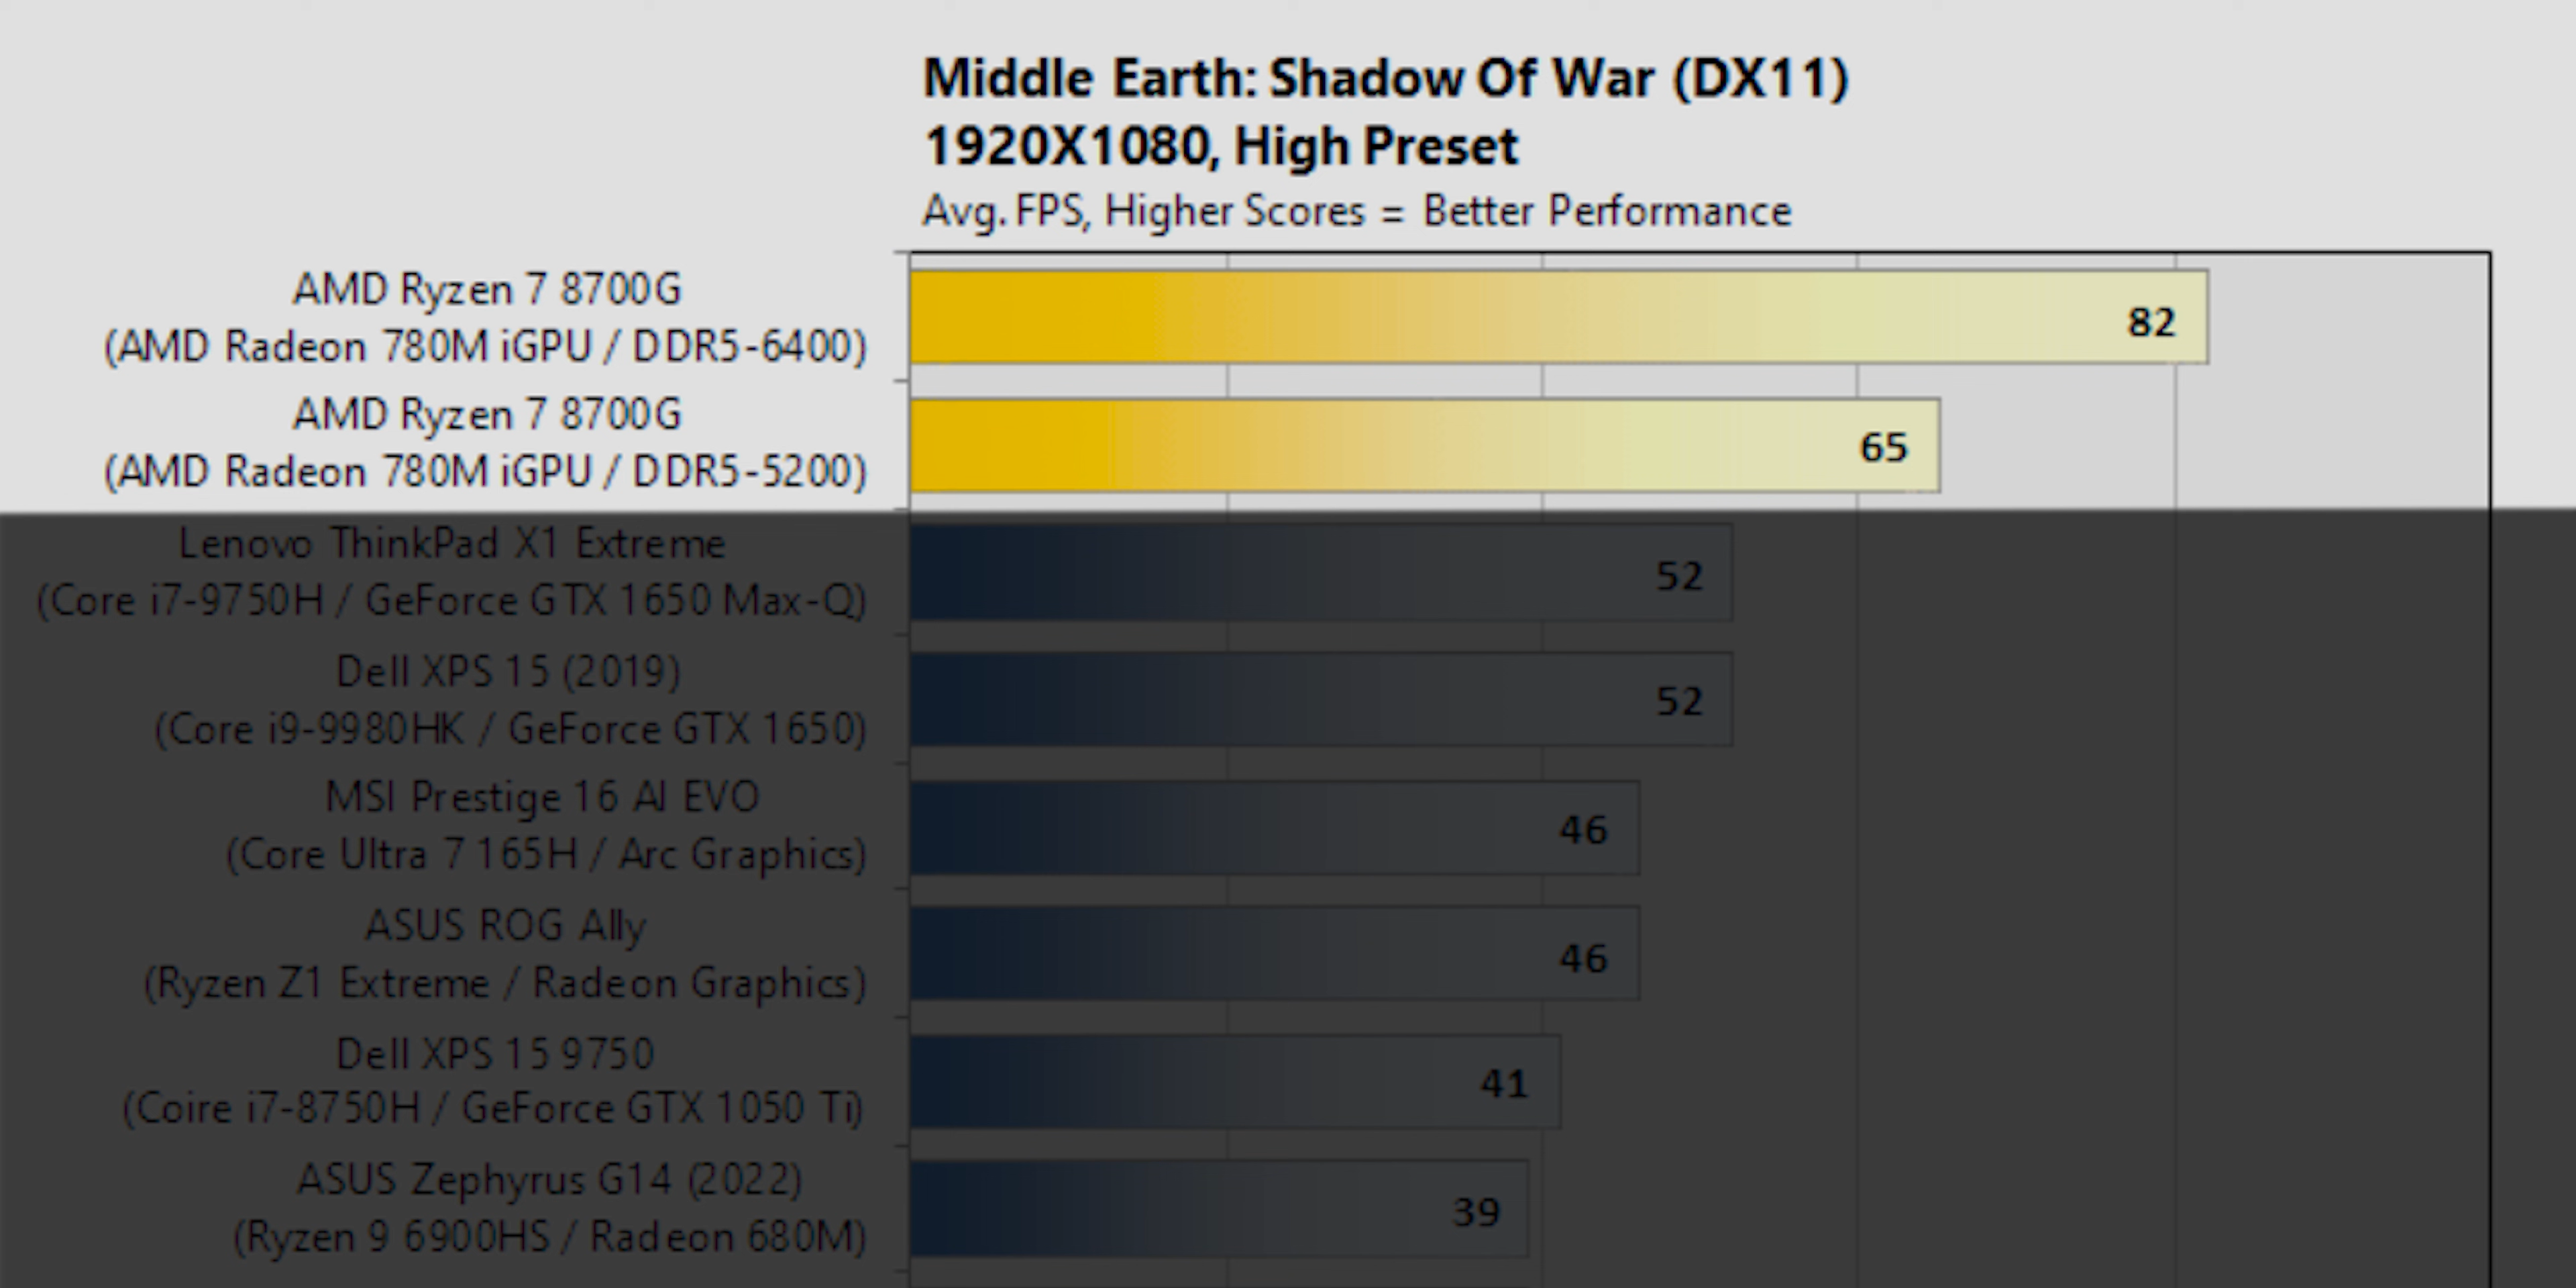 Middle Earth: Shadow Of War (DX11)
1920X1080, High Preset
Avg. FPS, Higher Scores = Better Performance
AMD Ryzen 7 8700G
(AMD Radeon 780M iGPU / DDR5-6400)
82
AMD Ryzen 7 8700G
(AMD Radeon 780M iGPU / DDR5-5200)
65
Lenovo ThinkPad X1 Extreme
(Core i7-9750H / GeForce GTX 1650 Max-Q)
52
Dell XPS 15 (2019)
(Core i9-9980HK / GeForce GTX 1650)
52
MSI Prestige 16 AI EVO
(Core Ultra 7 165H / Arc Graphics)
46
ASUS ROG Ally
(Ryzen Z1 Extreme / Radeon Graphics)
46
Dell XPS 15 9750
(Coire i7-8750H / GeForce GTX 1050 Ti)
41
ASUS Zephyrus G14 (2022)
(Ryzen 9 6900HS / Radeon 680M)
39